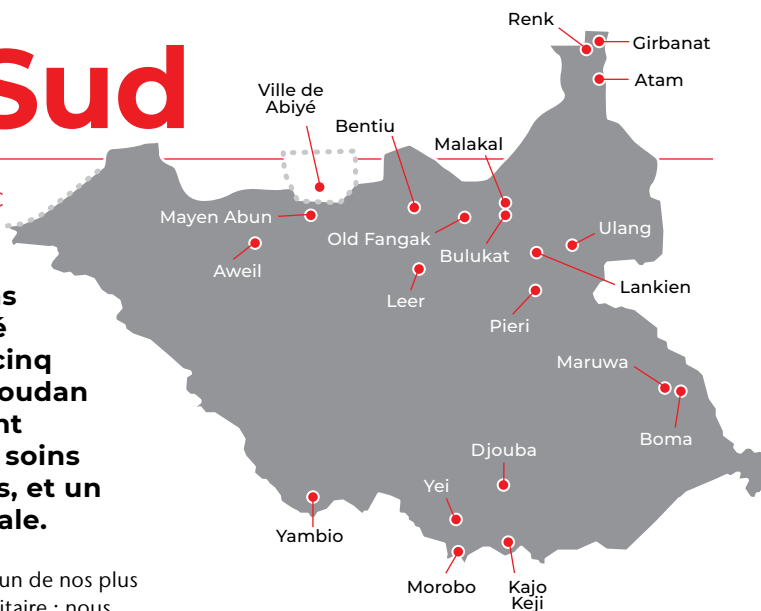 Sud
Renk
Girbanat
Atam
Ville de
Abiyé
Bentiu
Malakal
Mayen Abun
Old Fangak
Bulukat
Ulang
Aweil
Leer
Lankien
Pieri
Maruwa
Boma
Djouba
Yei
Yambio
Morobo
Kajo
Keji
cinq
oudan
nt
soins
s, et un
ale.
un de nos plus
itaire : nous